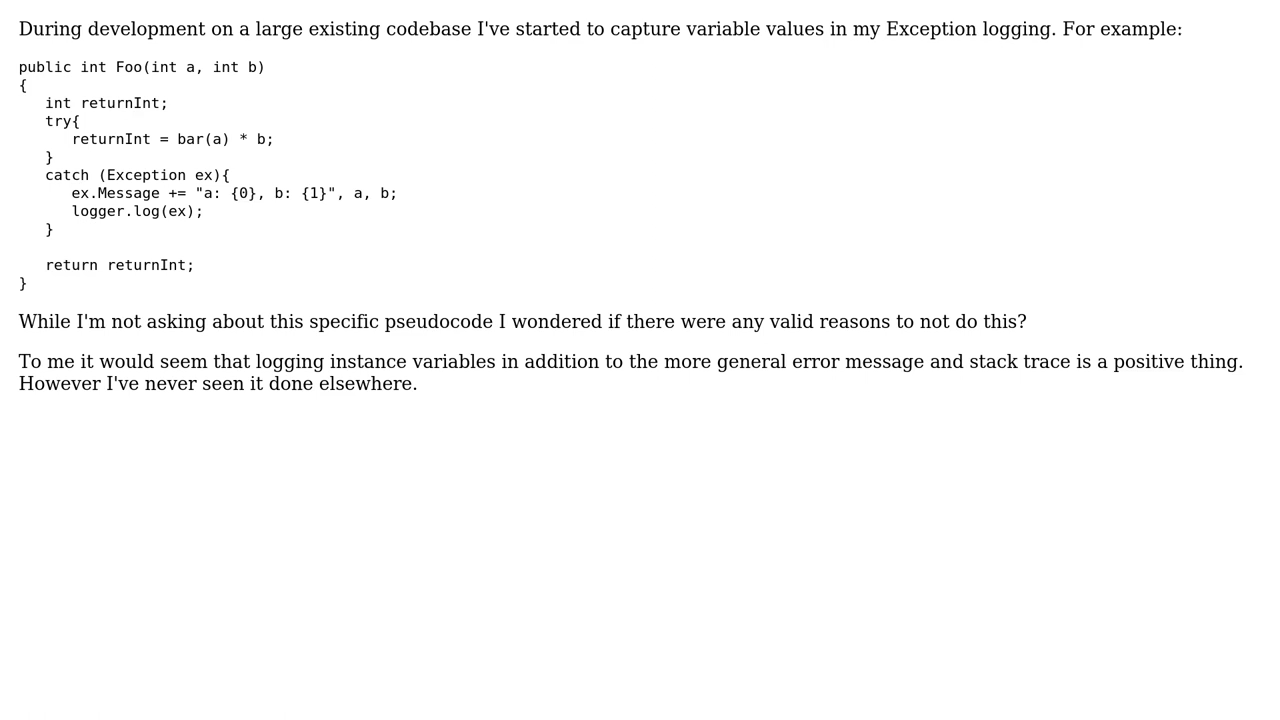 During development on a large existing codebase I've started to capture variable values in my Exception logging. For example:
public int Foo(int a, int b)
{
   int returnInt;
   try{
      returnInt = bar(a) * b;
   }
   catch (Exception ex){
      ex.Message += "a: {0}, b: {1}", a, b;
      logger.log(ex);
   }

   return returnInt;
}
While I'm not asking about this specific pseudocode I wondered if there were any valid reasons to not do this?
To me it would seem that logging instance variables in addition to the more general error message and stack trace is a positive thing.
However I've never seen it done elsewhere.